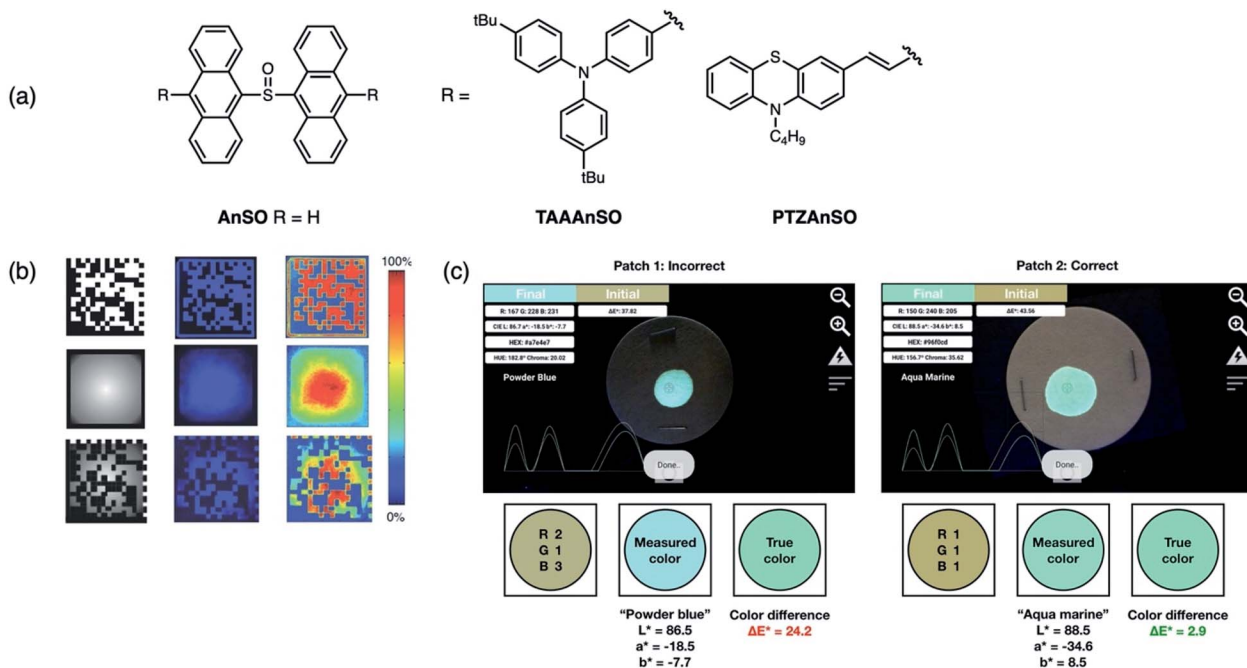 (a)
O
R
S
R
R =
tBu
N
tBu
S
N
C4H9
AnSO R = H
TAAAnSO
PTZAnSO
(b)
100%
0%
(c)
Patch 1: Incorrect
Final
Initial
R: 167 G: 228 B: 231
ΔE*: 37.82
CIE L: 86.7 a*: -18.5 b*: -7.7
HEX: #a7e4e7
HUE: 182.8° Chroma: 20.02
Powder Blue
Done..
R 2
G 1
B 3
Measured
color
True
color
"Powder blue"
L* = 86.5
a* = -18.5
b* = -7.7
Color difference
ΔE* = 24.2
Patch 2: Correct
Final
Initial
R: 150 G: 240 B: 205
ΔE*: 43.56
CIE L: 88.5 a*: -34.6 b*: 8.5
HEX: #96f0cd
HUE: 156.7° Chroma: 35.62
Aqua Marine
Done..
R 1
G 1
B 1
Measured
color
True
color
"Aqua marine"
L* = 88.5
a* = -34.6
b* = 8.5
Color difference
ΔE* = 2.9